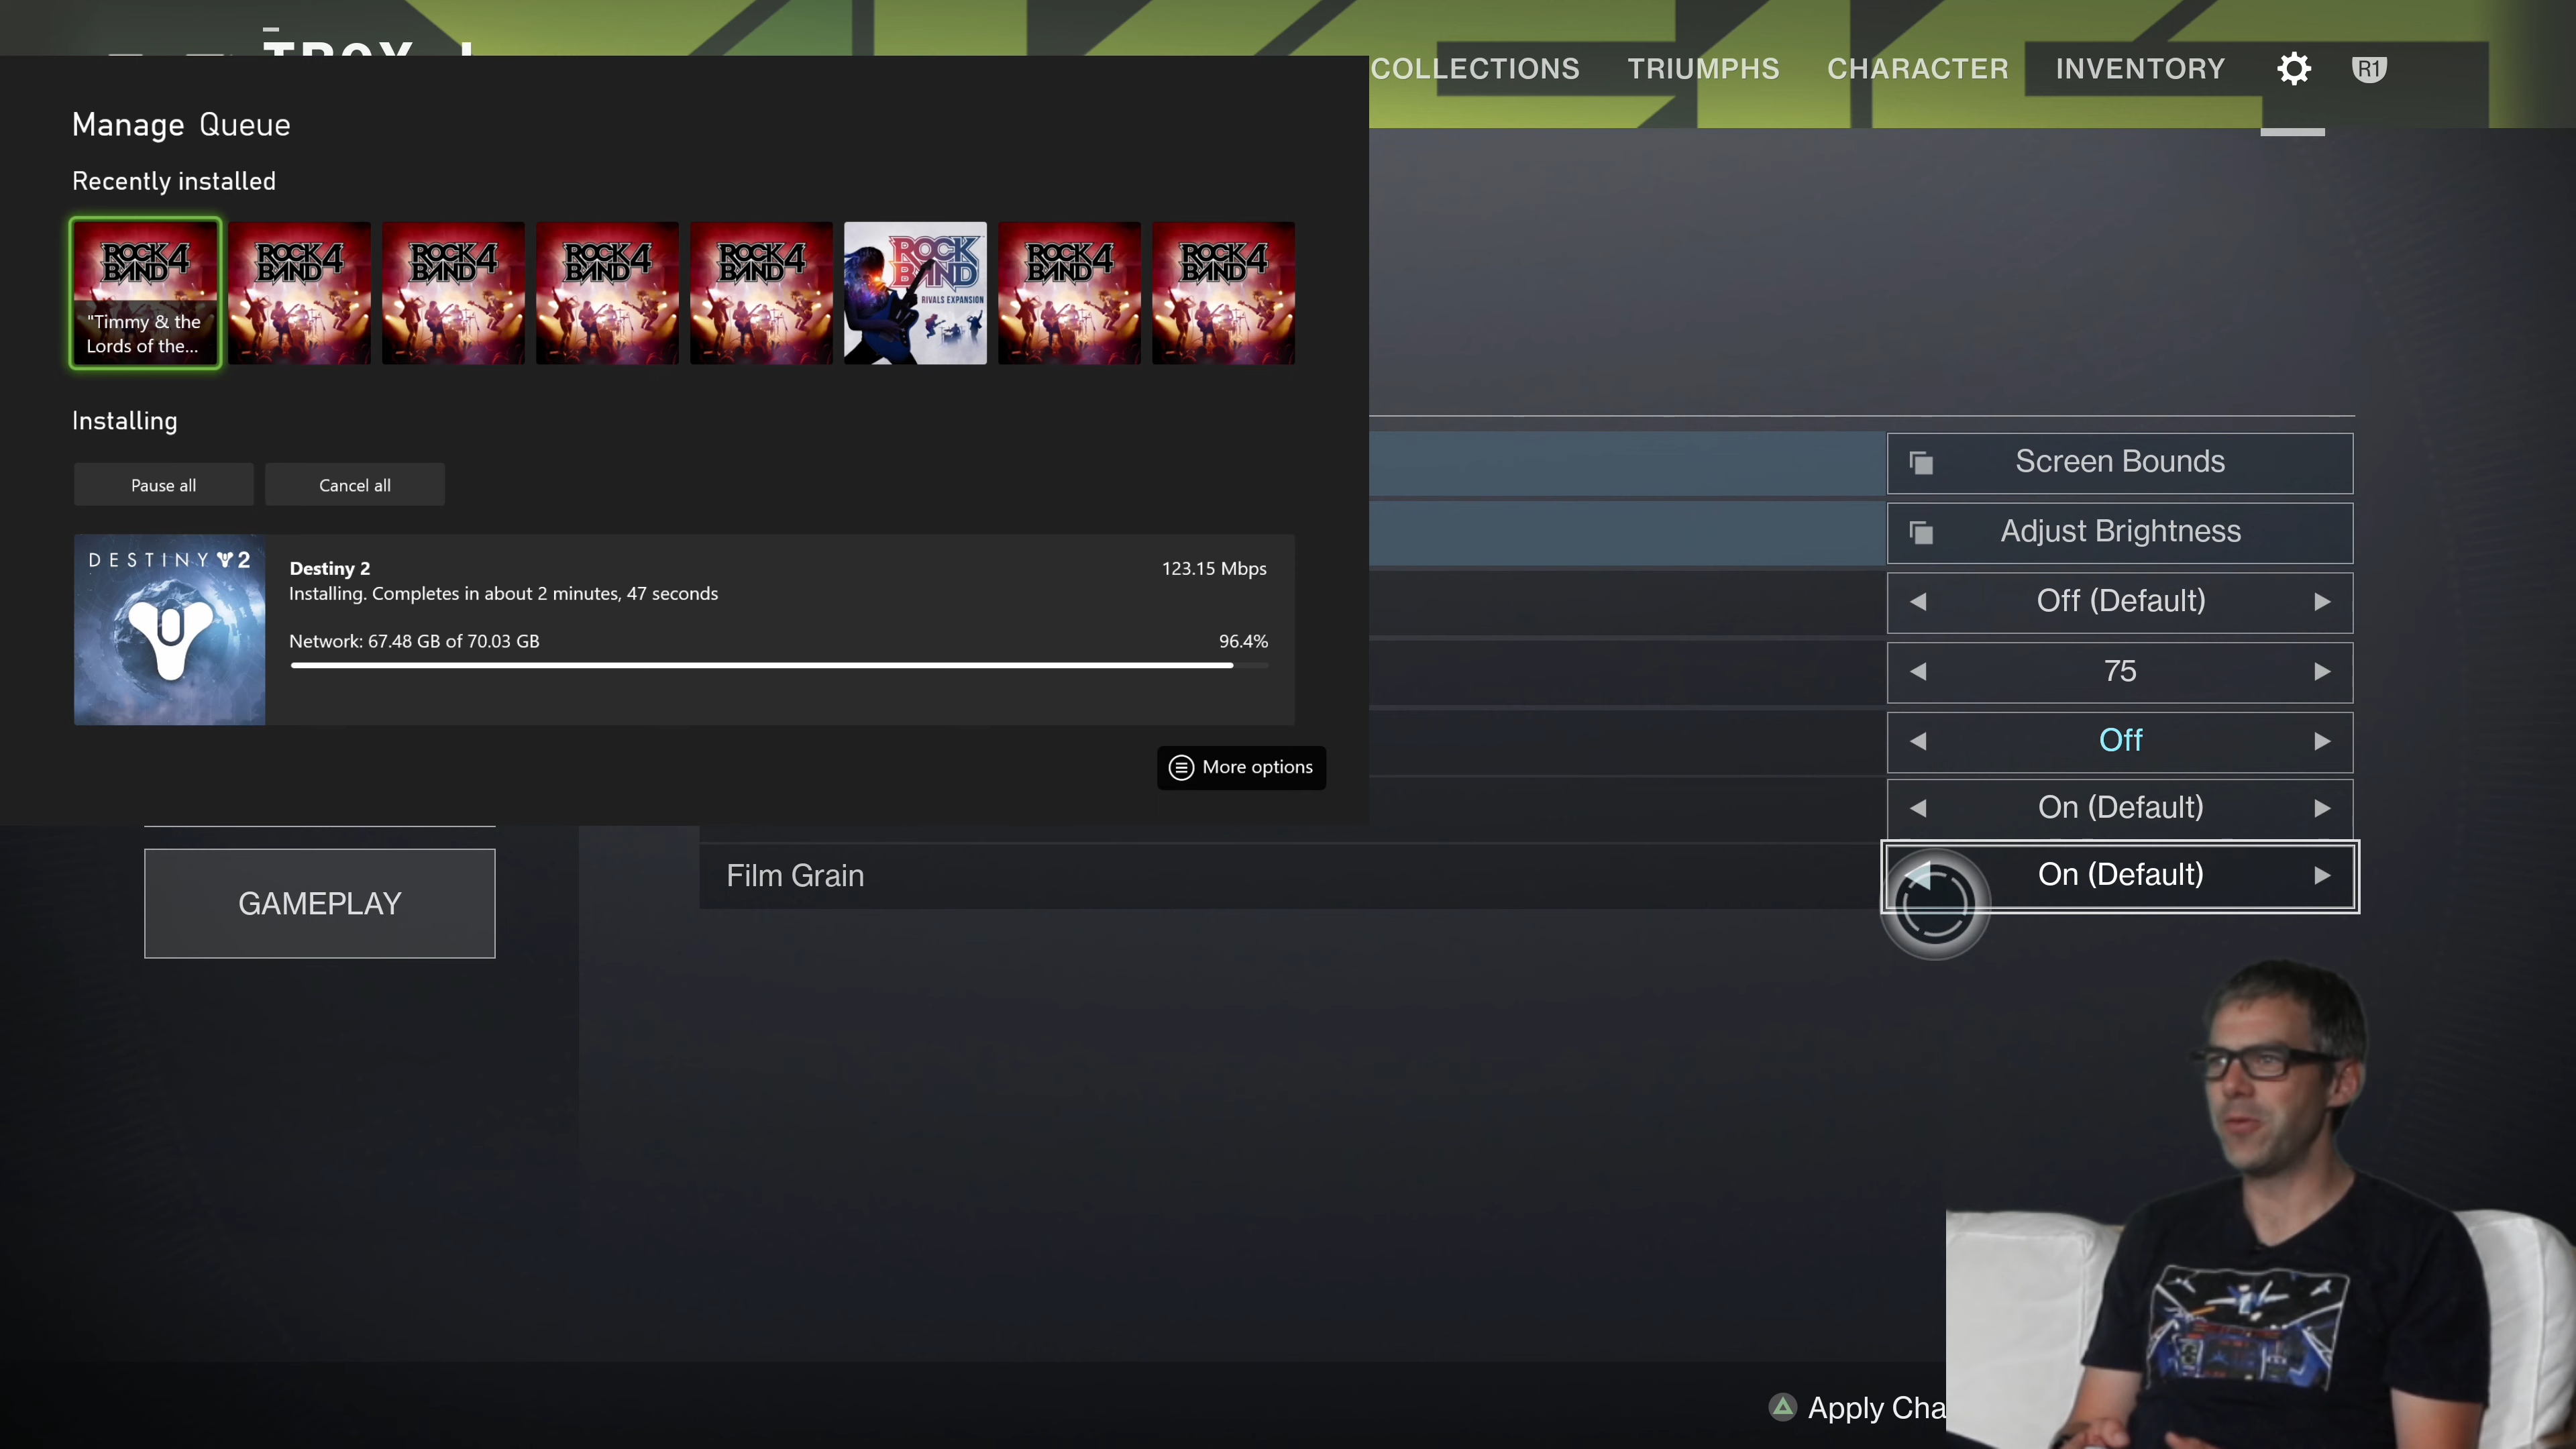 COLLECTIONS TRIUMPHS CHARACTER INVENTORY R1
Manage Queue
Recently installed
ROCK BAND 4
"Timmy & the
Lords of the...
ROCK BAND 4
ROCK BAND 4
ROCK BAND 4
ROCK BAND 4
ROCK BAND
RIVALS EXPANSION
ROCK BAND 4
ROCK BAND 4
Installing
Pause all
Cancel all
DESTINY 2
Destiny 2
123.15 Mbps
Installing. Completes in about 2 minutes, 47 seconds
Network: 67.48 GB of 70.03 GB
96.4%
More options
Screen Bounds
Adjust Brightness
Off (Default)
75
Off
On (Default)
Film Grain
On (Default)
GAMEPLAY
Apply Cha